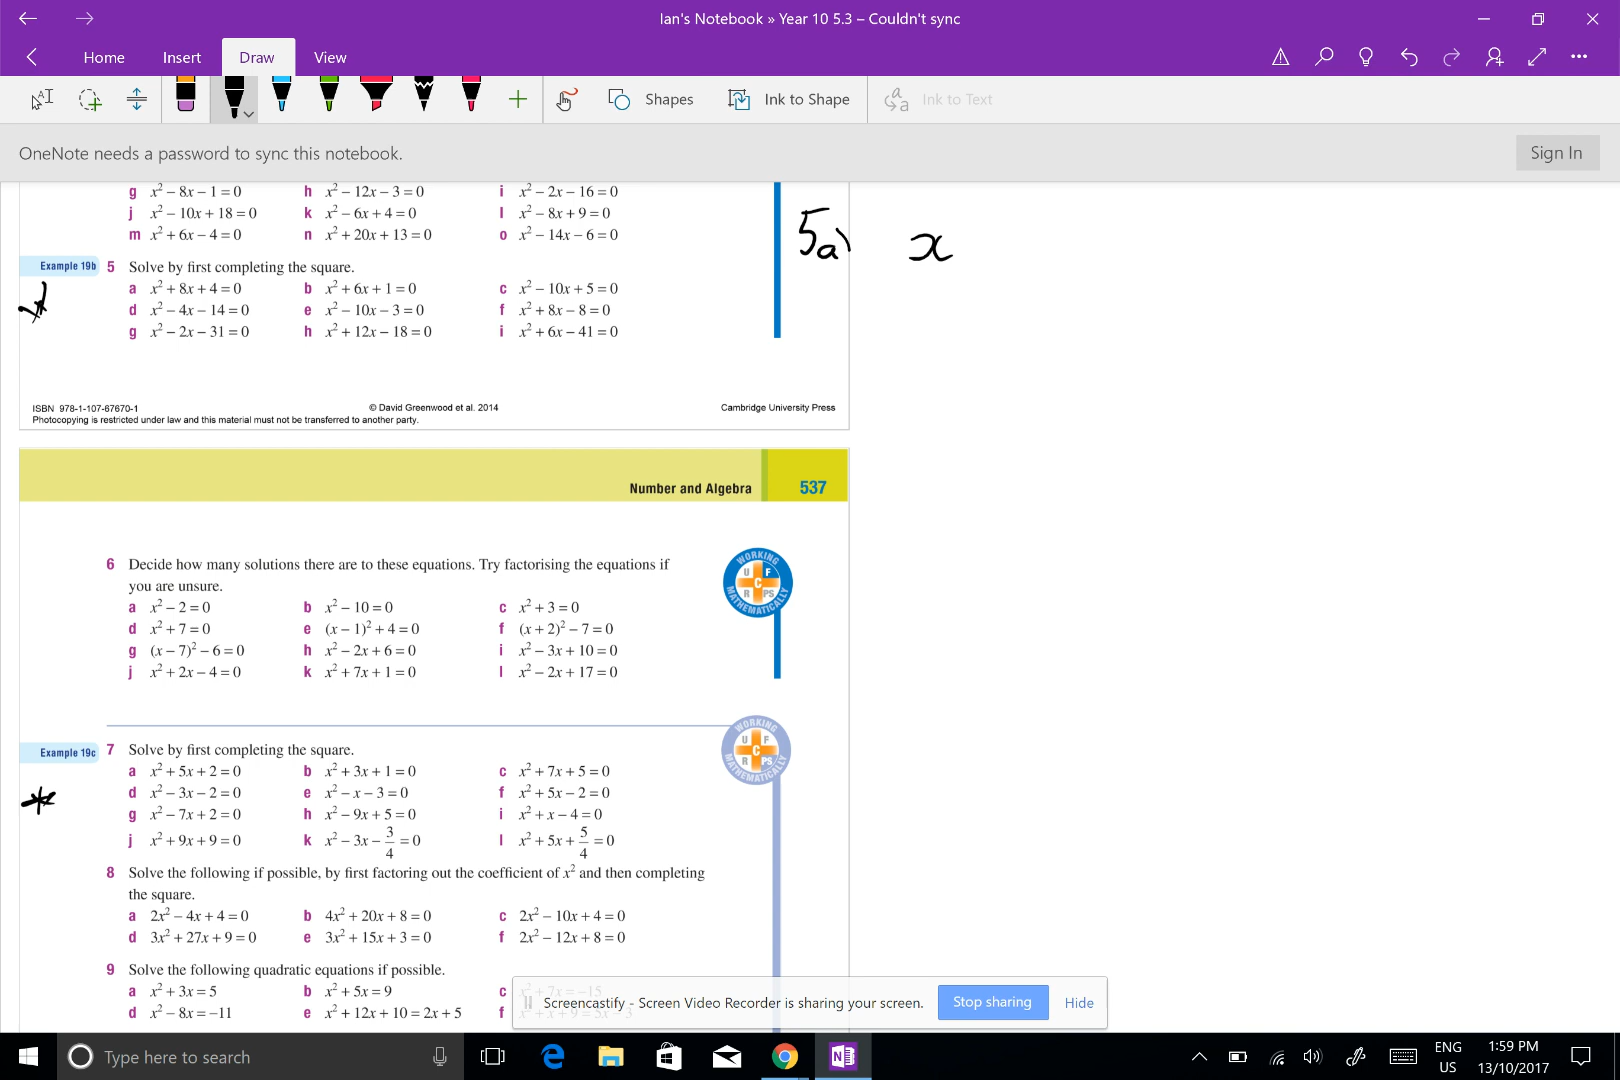 Ian's Notebook » Year 10 5.3 – Couldn't sync
Home Insert Draw View
Shapes Ink to Shape Ink to Text
OneNote needs a password to sync this notebook. Sign In
g x² – 8x – 1 = 0 h x² – 12x – 3 = 0 i x² – 2x – 16 = 0
j x² – 10x + 18 = 0 k x² – 6x + 4 = 0 l x² – 8x + 9 = 0
m x² + 6x – 4 = 0 n x² + 20x + 13 = 0 o x² – 14x – 6 = 0
5a) x
Example 19b 5 Solve by first completing the square.
a x² + 8x + 4 = 0 b x² + 6x + 1 = 0 c x² – 10x + 5 = 0
d x² – 4x – 14 = 0 e x² – 10x – 3 = 0 f x² + 8x – 8 = 0
g x² – 2x – 31 = 0 h x² + 12x – 18 = 0 i x² + 6x – 41 = 0
ISBN 978-1-107-67670-1 © David Greenwood et al. 2014 Cambridge University Press
Photocopying is restricted under law and this material must not be transferred to another party.
Number and Algebra 537
6 Decide how many solutions there are to these equations. Try factorising the equations if
you are unsure.
a x² – 2 = 0 b x² – 10 = 0 c x² + 3 = 0
d x² + 7 = 0 e (x – 1)² + 4 = 0 f (x + 2)² – 7 = 0
g (x – 7)² – 6 = 0 h x² – 2x + 6 = 0 i x² – 3x + 10 = 0
j x² + 2x – 4 = 0 k x² + 7x + 1 = 0 l x² – 2x + 17 = 0
WORKING
U F
C
R PS
MATHEMATICALLY
Example 19c 7 Solve by first completing the square.
a x² + 5x + 2 = 0 b x² + 3x + 1 = 0 c x² + 7x + 5 = 0
d x² – 3x – 2 = 0 e x² – x – 3 = 0 f x² + 5x – 2 = 0
g x² – 7x + 2 = 0 h x² – 9x + 5 = 0 i x² + x – 4 = 0
j x² + 9x + 9 = 0 k x² – 3x – 3/4 = 0 l x² + 5x + 5/4 = 0
WORKING
U F
C
R PS
MATHEMATICALLY
8 Solve the following if possible, by first factoring out the coefficient of x² and then completing
the square.
a 2x² – 4x + 4 = 0 b 4x² + 20x + 8 = 0 c 2x² – 10x + 4 = 0
d 3x² + 27x + 9 = 0 e 3x² + 15x + 3 = 0 f 2x² – 12x + 8 = 0
9 Solve the following quadratic equations if possible.
a x² + 3x = 5 b x² + 5x = 9 c x² + 7x = –15
d x² – 8x = –11 e x² + 12x + 10 = 2x + 5 f x² + x + 9 = 5x – 3
Screencastify - Screen Video Recorder is sharing your screen. Stop sharing Hide
Type here to search
ENG 1:59 PM
US 13/10/2017